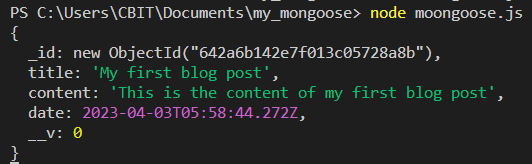 PS C:\Users\CBIT\Documents\my_mongoose> node moongoose.js
{
  _id: new ObjectId("642a6b142e7f013c05728a8b"),
  title: 'My first blog post',
  content: 'This is the content of my first blog post',
  date: 2023-04-03T05:58:44.272Z,
  __v: 0
}